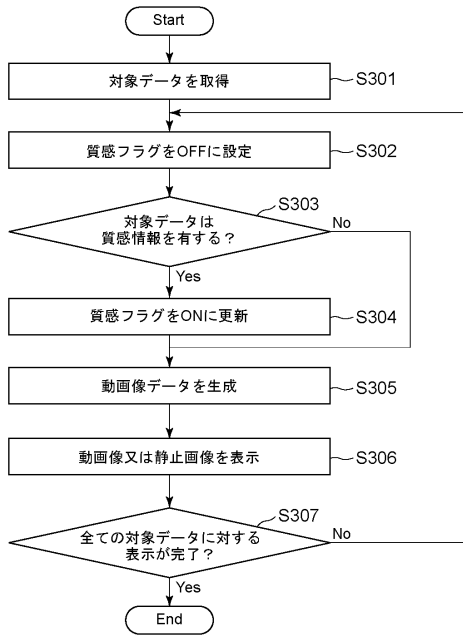 Start
対象データを取得
S301
質感フラグをOFFに設定
S302
S303
対象データは
質感情報を有する？
No
Yes
質感フラグをONに更新
S304
動画像データを生成
S305
動画像又は静止画像を表示
S306
S307
全ての対象データに対する
表示が完了？
No
Yes
End